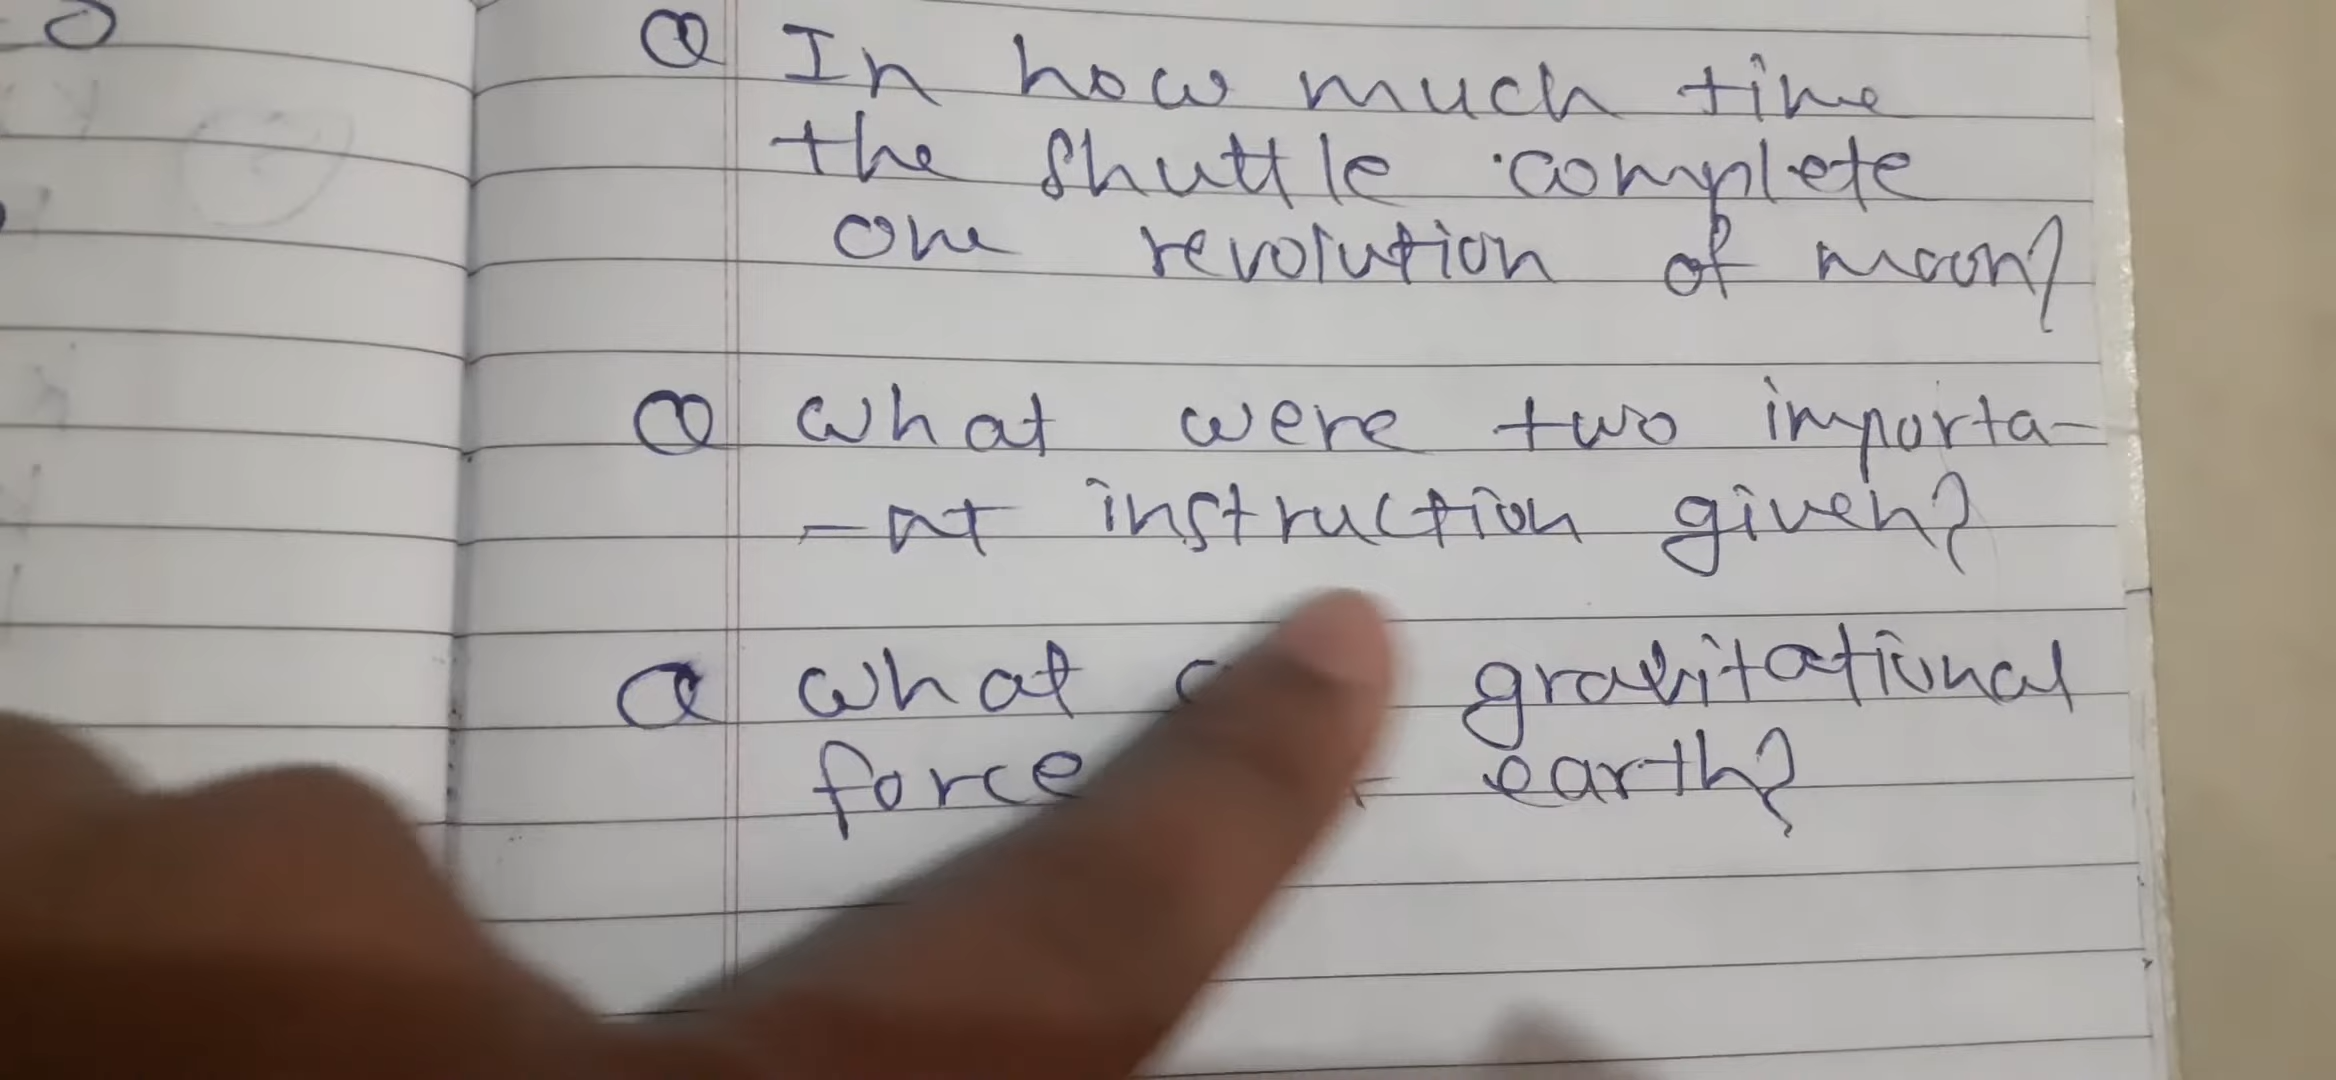 Q In how much time
the shuttle complete
one revolution of moon?
Q What were two importa-
-nt instruction given?
Q What gravitational
force earth?